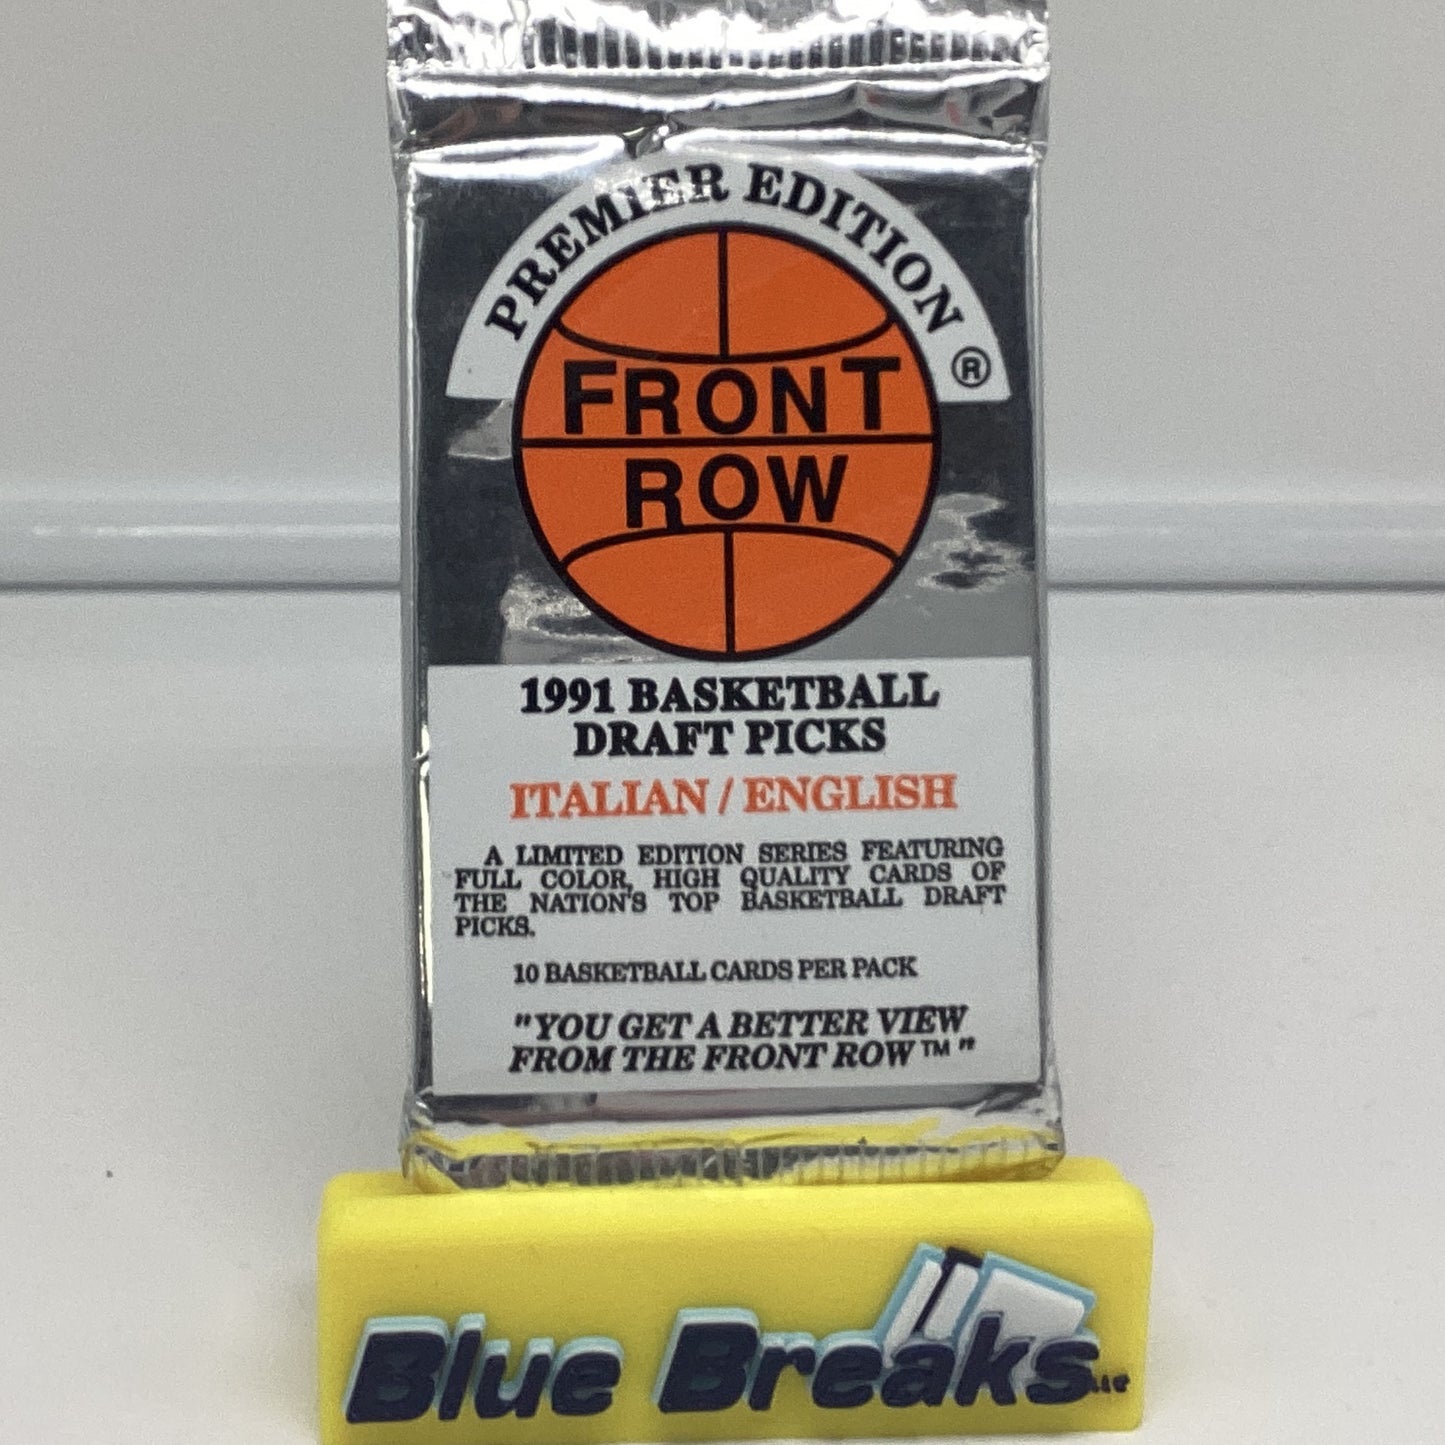 PREMIER EDITION ®
FRONT
ROW
1991 BASKETBALL
DRAFT PICKS
ITALIAN / ENGLISH
A LIMITED EDITION SERIES FEATURING
FULL COLOR, HIGH QUALITY CARDS OF
THE NATION'S TOP BASKETBALL DRAFT
PICKS.
10 BASKETBALL CARDS PER PACK
"YOU GET A BETTER VIEW
FROM THE FRONT ROW™"
Blue Breaks LLC